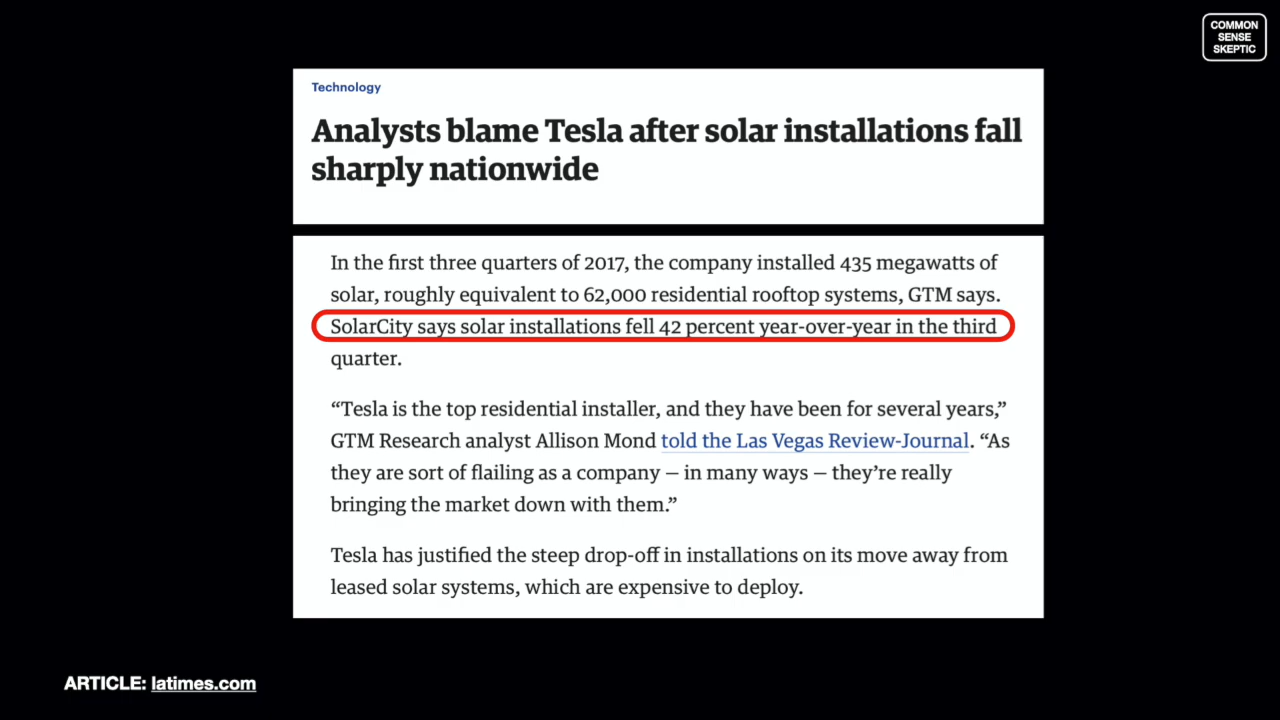 COMMON
SENSE
SKEPTIC
Technology
Analysts blame Tesla after solar installations fall
sharply nationwide
In the first three quarters of 2017, the company installed 435 megawatts of
solar, roughly equivalent to 62,000 residential rooftop systems, GTM says.
SolarCity says solar installations fell 42 percent year-over-year in the third
quarter.
“Tesla is the top residential installer, and they have been for several years,”
GTM Research analyst Allison Mond told the Las Vegas Review-Journal. “As
they are sort of flailing as a company — in many ways — they’re really
bringing the market down with them.”
Tesla has justified the steep drop-off in installations on its move away from
leased solar systems, which are expensive to deploy.
ARTICLE: latimes.com